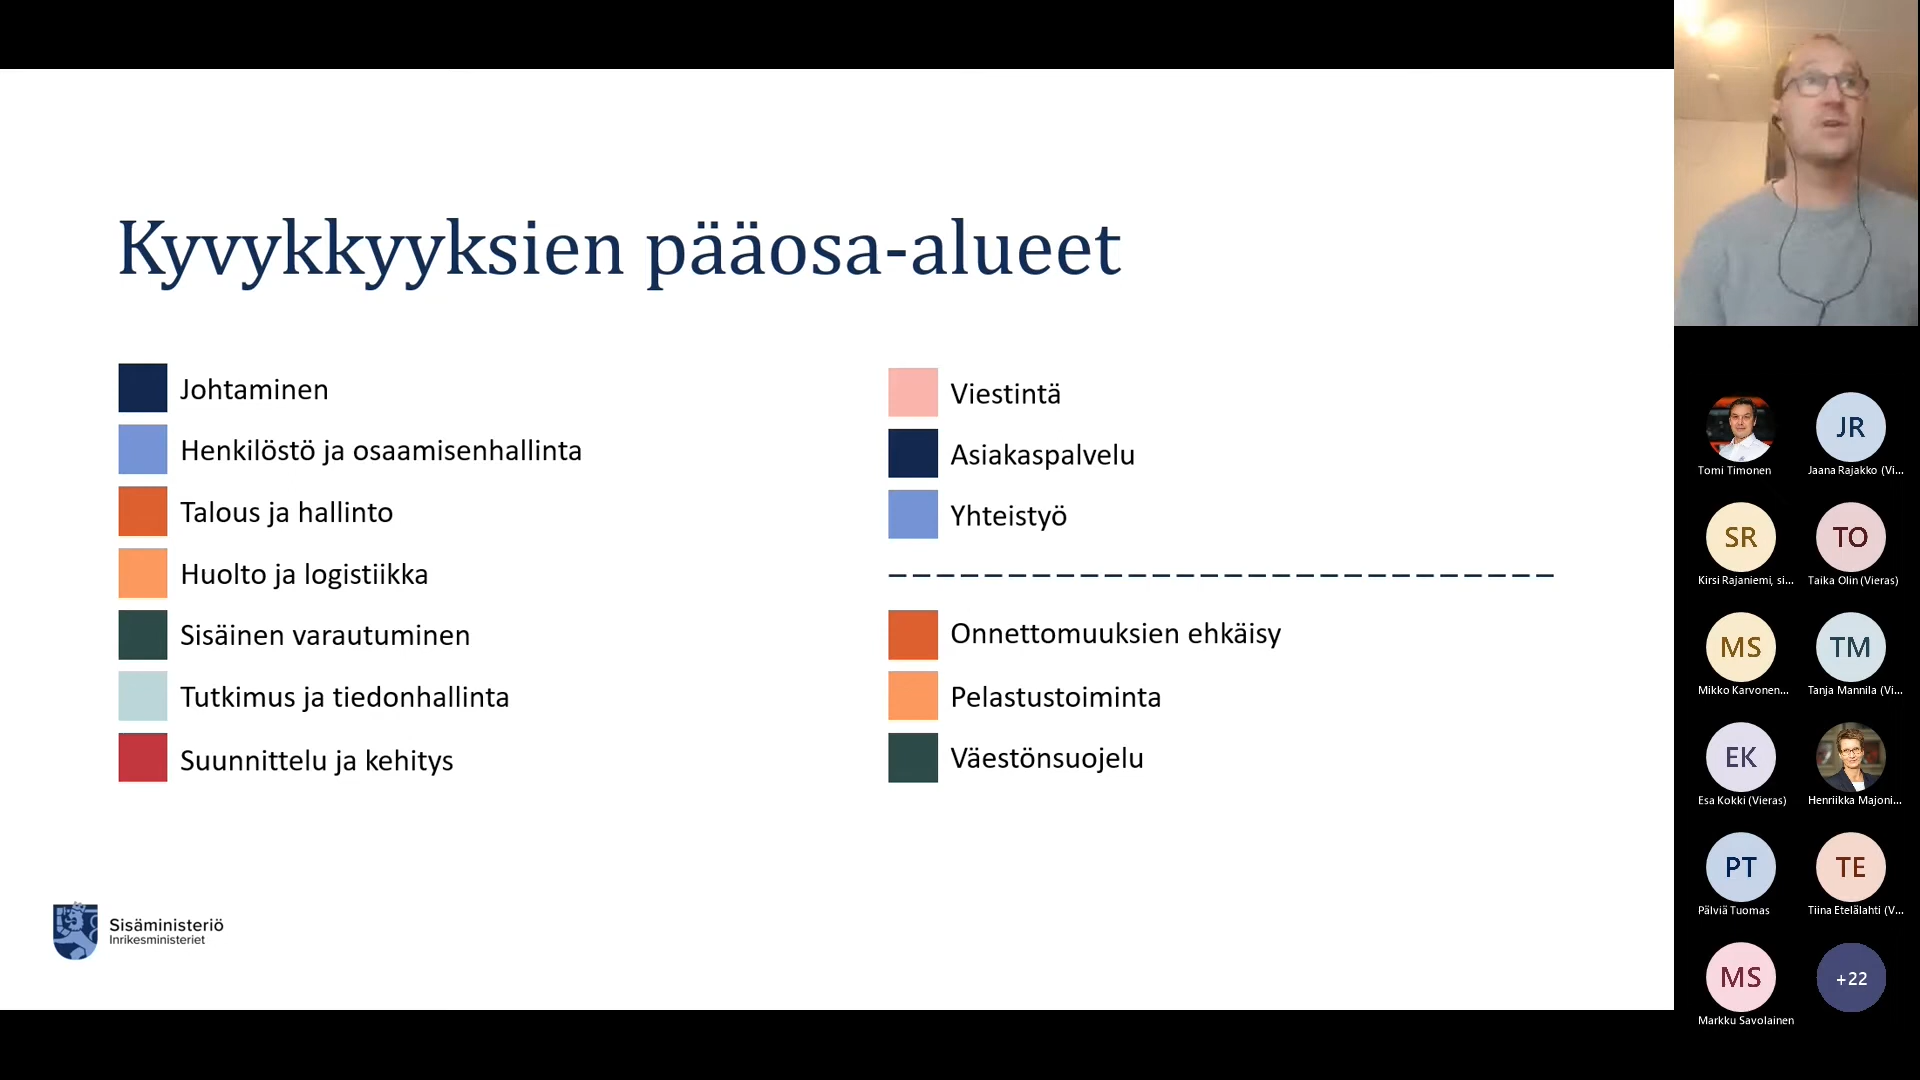 Kyvykkyyksien pääosa-alueet
Johtaminen
Henkilöstö ja osaamisenhallinta
Talous ja hallinto
Huolto ja logistiikka
Sisäinen varautuminen
Tutkimus ja tiedonhallinta
Suunnittelu ja kehitys
Viestintä
Asiakaspalvelu
Yhteistyö
Onnettomuuksien ehkäisy
Pelastustoiminta
Väestönsuojelu
Sisäministeriö
Inrikesministeriet
Tomi Timonen
JR
Jaana Rajakko (Vi...
SR
Kirsi Rajaniemi, si...
TO
Taika Olin (Vieras)
MS
Mikko Karvonen...
TM
Tanja Mannila (Vi...
EK
Esa Kokki (Vieras)
Henriikka Majoni...
PT
Pälviä Tuomas
TE
Tiina Etelälahti (V...
MS
Markku Savolainen
+22